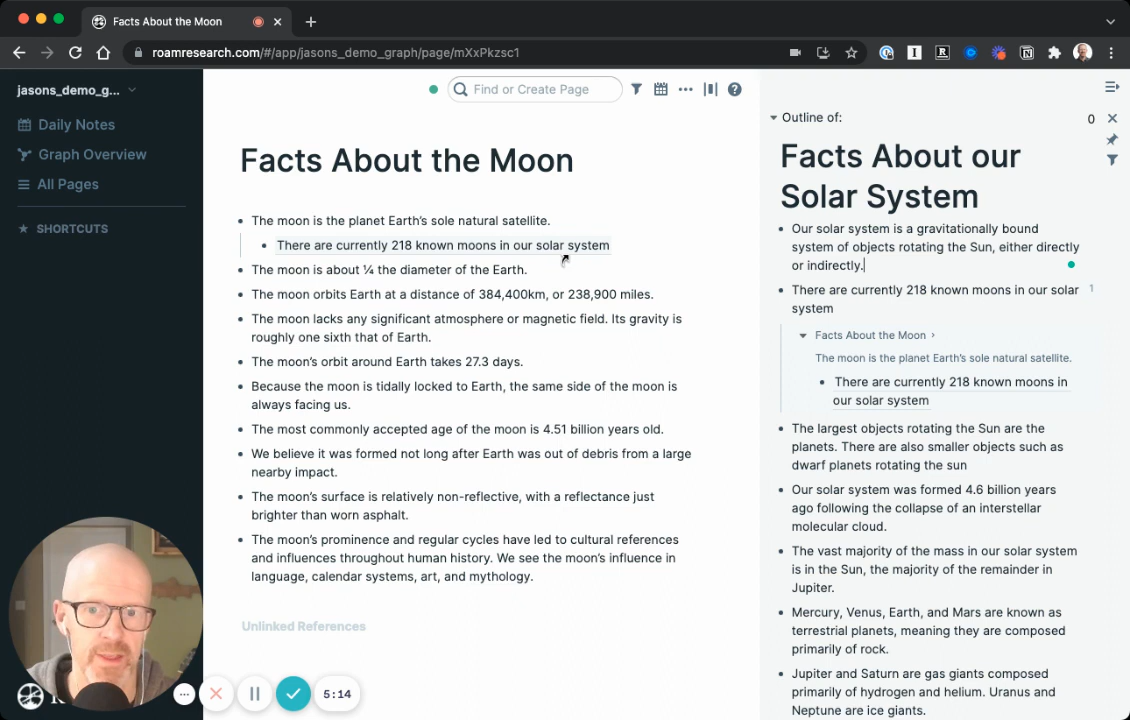 Facts About the Moon
roamresearch.com/#/app/jasons_demo_graph/page/mXxPkzsc1
jasons_demo_g...
Daily Notes
Graph Overview
All Pages
SHORTCUTS
Find or Create Page
Facts About the Moon
The moon is the planet Earth's sole natural satellite.
There are currently 218 known moons in our solar system
The moon is about ¼ the diameter of the Earth.
The moon orbits Earth at a distance of 384,400km, or 238,900 miles.
The moon lacks any significant atmosphere or magnetic field. Its gravity is
roughly one sixth that of Earth.
The moon's orbit around Earth takes 27.3 days.
Because the moon is tidally locked to Earth, the same side of the moon is
always facing us.
The most commonly accepted age of the moon is 4.51 billion years old.
We believe it was formed not long after Earth was out of debris from a large
nearby impact.
The moon's surface is relatively non-reflective, with a reflectance just
brighter than worn asphalt.
The moon's prominence and regular cycles have led to cultural references
and influences throughout human history. We see the moon's influence in
language, calendar systems, art, and mythology.
Unlinked References
Outline of:
0
Facts About our
Solar System
Our solar system is a gravitationally bound
system of objects rotating the Sun, either directly
or indirectly.
There are currently 218 known moons in our solar
system
1
Facts About the Moon
The moon is the planet Earth's sole natural satellite.
There are currently 218 known moons in
our solar system
The largest objects rotating the Sun are the
planets. There are also smaller objects such as
dwarf planets rotating the sun
Our solar system was formed 4.6 billion years
ago following the collapse of an interstellar
molecular cloud.
The vast majority of the mass in our solar system
is in the Sun, the majority of the remainder in
Jupiter.
Mercury, Venus, Earth, and Mars are known as
terrestrial planets, meaning they are composed
primarily of rock.
Jupiter and Saturn are gas giants composed
primarily of hydrogen and helium. Uranus and
Neptune are ice giants.
5:14